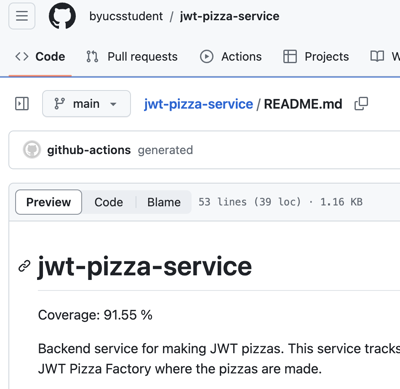 byucsstudent / jwt-pizza-service
Code Pull requests Actions Projects W
main jwt-pizza-service / README.md
github-actions generated
Preview Code Blame 53 lines (39 loc) · 1.16 KB
jwt-pizza-service
Coverage: 91.55 %
Backend service for making JWT pizzas. This service tracks
JWT Pizza Factory where the pizzas are made.